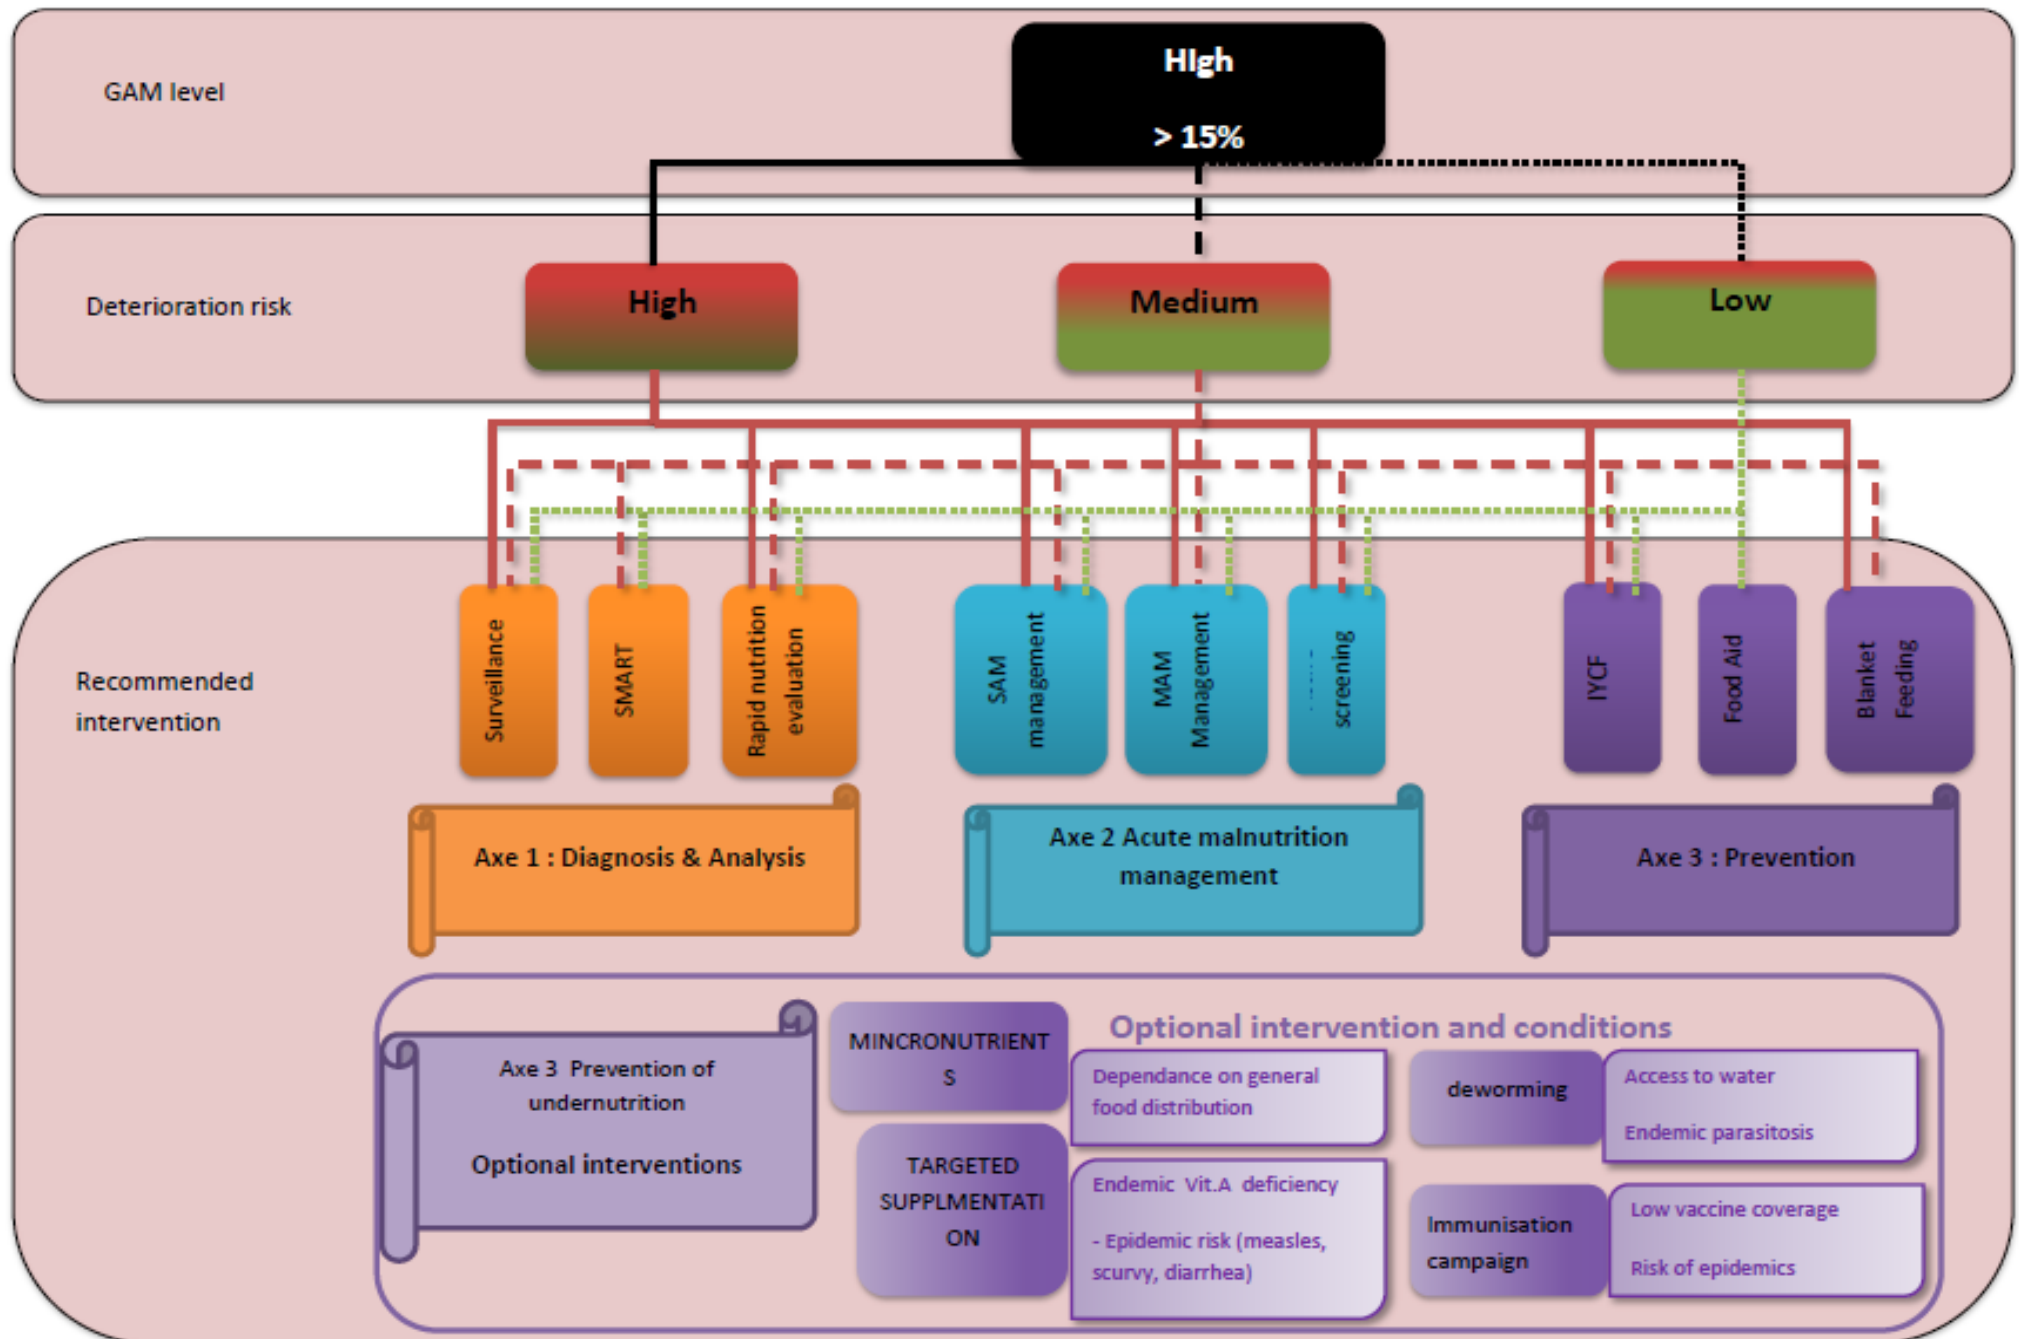 GAM level
HIgh
> 15%
Deterioration risk
High
Medium
Low
Recommended
intervention
Surveillance
SMART
Rapid nutrition
evaluation
SAM
management
MAM
Management
screening
IYCF
Food Aid
Blanket
Feeding
Axe 1 : Diagnosis & Analysis
Axe 2 Acute malnutrition
management
Axe 3 : Prevention
Axe 3 Prevention of
undernutrition
Optional interventions
MINCRONUTRIENT
S
TARGETED
SUPPLMENTATI
ON
Optional intervention and conditions
Dependance on general
food distribution
Endemic Vit.A deficiency
- Epidemic risk (measles,
scurvy, diarrhea)
deworming
Access to water
Endemic parasitosis
Immunisation
campaign
Low vaccine coverage
Risk of epidemics